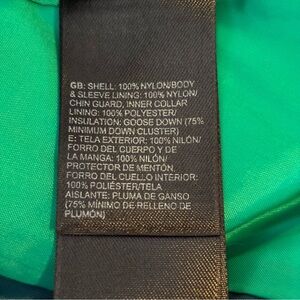 GB: SHELL: 100% NYLON/BODY
& SLEEVE LINING: 100% NYLON/
CHIN GUARD, INNER COLLAR
LINING: 100% POLYESTER/
INSULATION: GOOSE DOWN (75%
MINIMUM DOWN CLUSTER)
E: TELA EXTERIOR: 100% NILÓN/
FORRO DEL CUERPO Y DE
LA MANGA: 100% NILÓN/
PROTECTOR DE MENTÓN,
FORRO DEL CUELLO INTERIOR:
100% POLIÉSTER/TELA
AISLANTE: PLUMA DE GANSO
(75% MÍNIMO DE RELLENO DE
PLUMÓN)